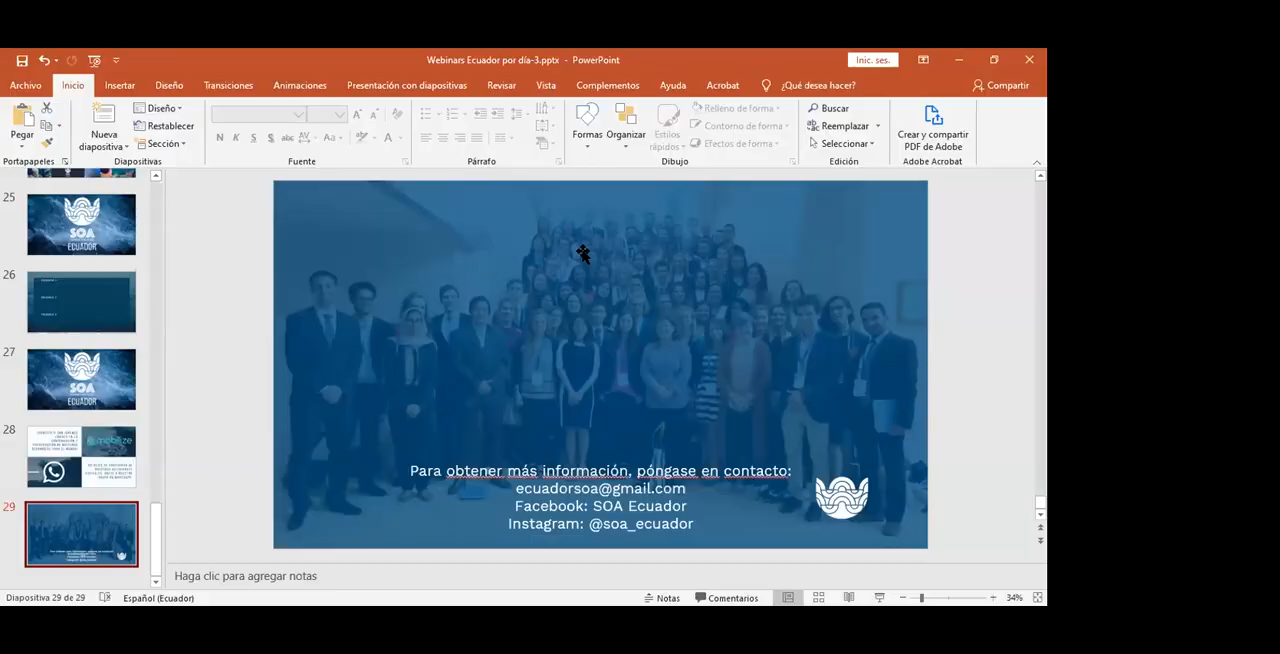 Webinars Ecuador por día-3.pptx - PowerPoint
Inic. ses.
Archivo Inicio Insertar Diseño Transiciones Animaciones Presentación con diapositivas Revisar Vista Complementos Ayuda Acrobat ¿Qué desea hacer? Compartir
Pegar
Nueva diapositiva
Diseño
Restablecer
Sección
N K S S abc AV Aa A
Formas
Organizar
Estilos rápidos
Relleno de forma
Contorno de forma
Efectos de forma
Buscar
Reemplazar
Seleccionar
Crear y compartir PDF de Adobe
Portapapeles Diapositivas Fuente Párrafo Dibujo Edición Adobe Acrobat
25
SOA
ECUADOR
26
27
SOA
ECUADOR
28
mobilize
29
Para obtener más información, póngase en contacto:
ecuadorsoa@gmail.com
Facebook: SOA Ecuador
Instagram: @soa_ecuador
Haga clic para agregar notas
Diapositiva 29 de 29 Español (Ecuador) Notas Comentarios 34%